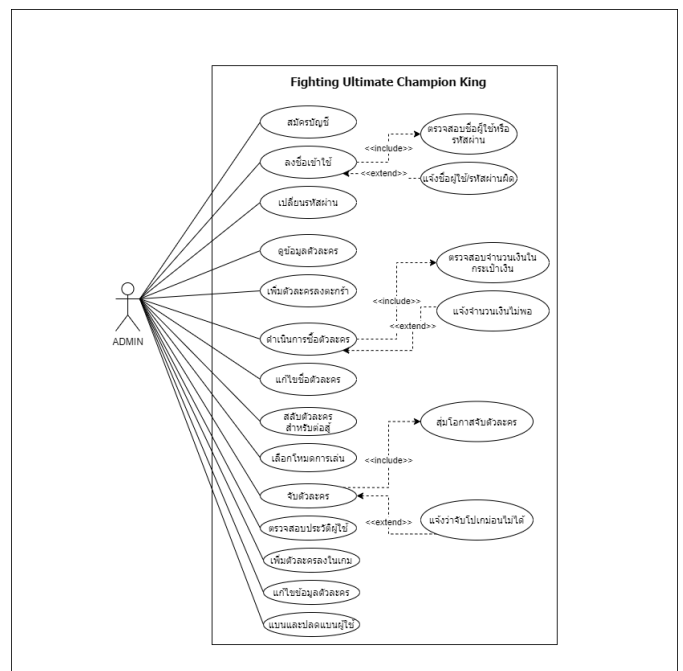 Fighting Ultimate Champion King
สมัครบัญชี
ลงชื่อเข้าใช้
<<include>>
ตรวจสอบชื่อผู้ใช้หรือ
รหัสผ่าน
<<extend>>
แจ้งชื่อผู้ใช้/รหัสผ่านผิด
เปลี่ยนรหัสผ่าน
ดูข้อมูลตัวละคร
ตรวจสอบจำนวนเงินใน
กระเป๋าเงิน
เพิ่มตัวละครลงตะกร้า
<<include>>
แจ้งจำนวนเงินไม่พอ
<<extend>>
ADMIN
ดำเนินการซื้อตัวละคร
แก้ไขชื่อตัวละคร
สลับตัวละคร
สำหรับต่อสู้
สุ่มโอกาสจับตัวละคร
เลือกโหมดการเล่น
<<include>>
จับตัวละคร
<<extend>>
แจ้งว่าจับโปเกม่อนไม่ได้
ตรวจสอบประวัติผู้ใช้
เพิ่มตัวละครลงในเกม
แก้ไขข้อมูลตัวละคร
แบนและปลดแบนผู้ใช้